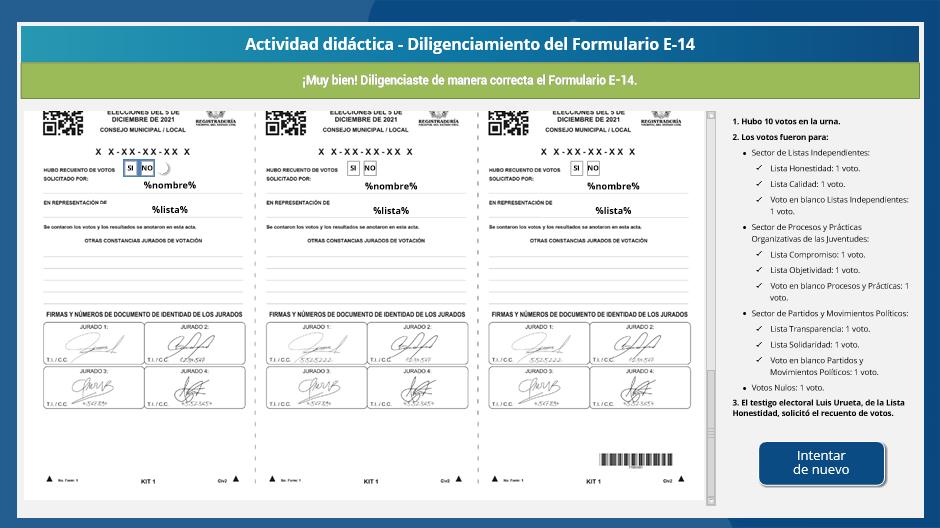 Actividad didáctica - Diligenciamiento del Formulario E-14
¡Muy bien! Diligenciaste de manera correcta el Formulario E-14.
ELECCIONES DEL 5 DE
DICIEMBRE DE 2021
REGISTRADURÍA
CONSEJO MUNICIPAL / LOCAL
X X-XX-XX-XX X
HUBO RECUENTO DE VOTOS SI NO
SOLICITADO POR:
%nombre%
EN REPRESENTACIÓN DE
%lista%
Se contaron los votos y los resultados se anotaron en esta acta.
OTRAS CONSTANCIAS JURADOS DE VOTACIÓN
FIRMAS Y NÚMEROS DE DOCUMENTO DE IDENTIDAD DE LOS JURADOS
JURADO 1: JURADO 2:
T.I. / C.C. T.I. / C.C.
JURADO 3: JURADO 4:
T.I. / C.C. T.I. / C.C.
KIT 1
ELECCIONES DEL 5 DE
DICIEMBRE DE 2021
REGISTRADURÍA
CONSEJO MUNICIPAL / LOCAL
X X-XX-XX-XX X
HUBO RECUENTO DE VOTOS SI NO
SOLICITADO POR:
%nombre%
EN REPRESENTACIÓN DE
%lista%
Se contaron los votos y los resultados se anotaron en esta acta.
OTRAS CONSTANCIAS JURADOS DE VOTACIÓN
FIRMAS Y NÚMEROS DE DOCUMENTO DE IDENTIDAD DE LOS JURADOS
JURADO 1: JURADO 2:
T.I. / C.C. T.I. / C.C.
JURADO 3: JURADO 4:
T.I. / C.C. T.I. / C.C.
KIT 1
ELECCIONES DEL 5 DE
DICIEMBRE DE 2021
REGISTRADURÍA
CONSEJO MUNICIPAL / LOCAL
X X-XX-XX-XX X
HUBO RECUENTO DE VOTOS SI NO
SOLICITADO POR:
%nombre%
EN REPRESENTACIÓN DE
%lista%
Se contaron los votos y los resultados se anotaron en esta acta.
OTRAS CONSTANCIAS JURADOS DE VOTACIÓN
FIRMAS Y NÚMEROS DE DOCUMENTO DE IDENTIDAD DE LOS JURADOS
JURADO 1: JURADO 2:
T.I. / C.C. T.I. / C.C.
JURADO 3: JURADO 4:
T.I. / C.C. T.I. / C.C.
KIT 1
1. Hubo 10 votos en la urna.
2. Los votos fueron para:
• Sector de Listas Independientes:
✓ Lista Honestidad: 1 voto.
✓ Lista Calidad: 1 voto.
✓ Voto en blanco Listas Independientes:
1 voto.
• Sector de Procesos y Prácticas
Organizativas de las Juventudes:
✓ Lista Compromiso: 1 voto.
✓ Lista Objetividad: 1 voto.
✓ Voto en blanco Procesos y Prácticas: 1
voto.
• Sector de Partidos y Movimientos Políticos:
✓ Lista Transparencia: 1 voto.
✓ Lista Solidaridad: 1 voto.
✓ Voto en blanco Partidos y
Movimientos Políticos: 1 voto.
• Votos Nulos: 1 voto.
3. El testigo electoral Luis Urueta, de la Lista
Honestidad, solicitó el recuento de votos.
Intentar
de nuevo